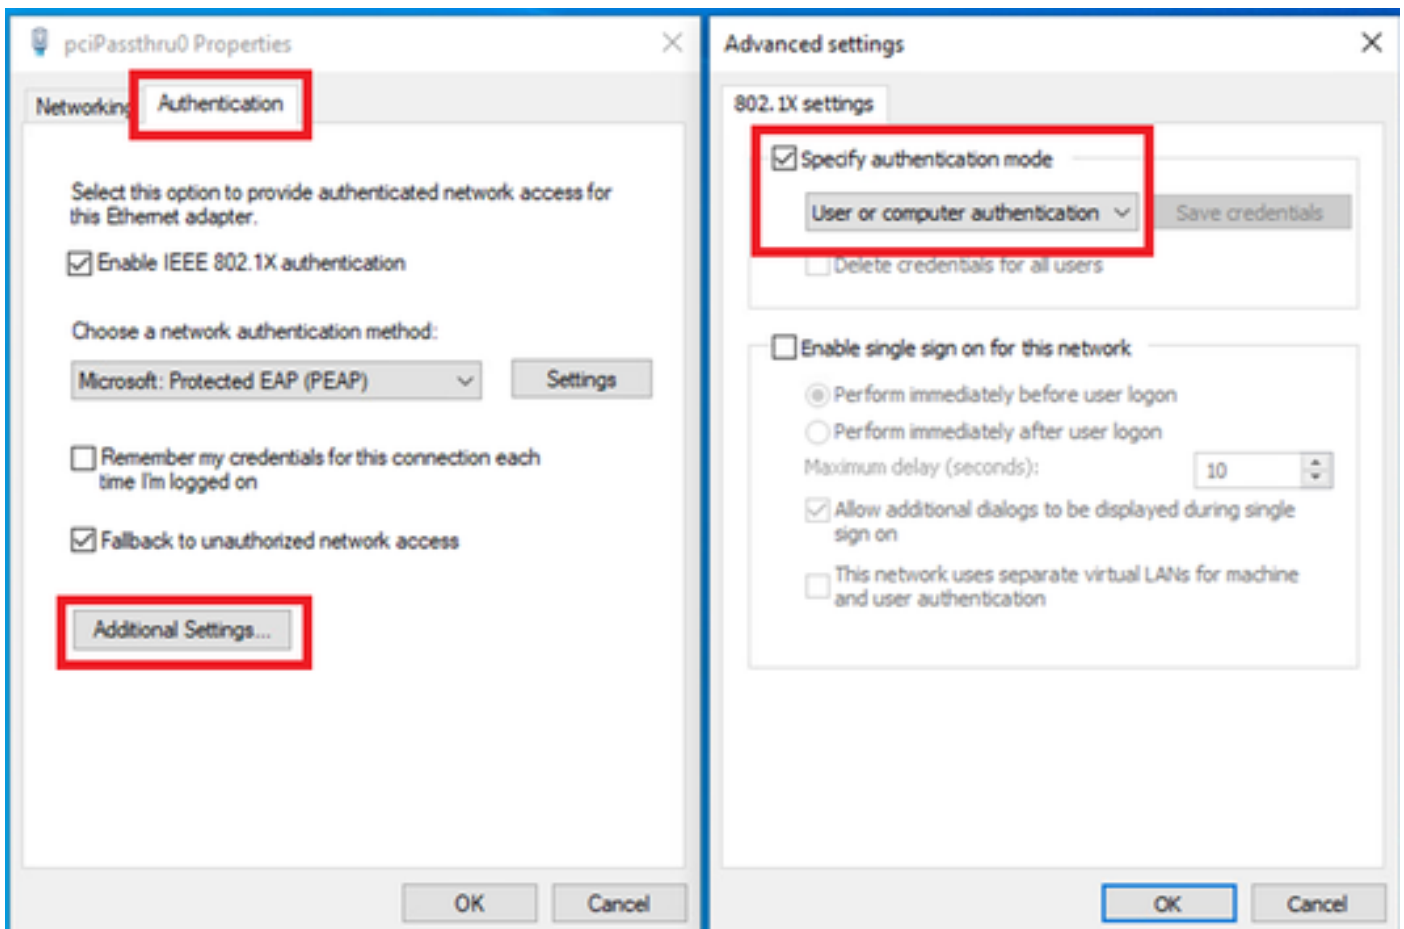 pciPassthru0 Properties
Networking
Authentication
Select this option to provide authenticated network access for
this Ethernet adapter.
Enable IEEE 802.1X authentication
Choose a network authentication method:
Microsoft: Protected EAP (PEAP)
Settings
Remember my credentials for this connection each
time I'm logged on
Fallback to unauthorized network access
Additional Settings...
OK
Cancel
Advanced settings
802.1X settings
Specify authentication mode
User or computer authentication
Save credentials
Delete credentials for all users
Enable single sign on for this network
Perform immediately before user logon
Perform immediately after user logon
Maximum delay (seconds):
10
Allow additional dialogs to be displayed during single
sign on
This network uses separate virtual LANs for machine
and user authentication
OK
Cancel